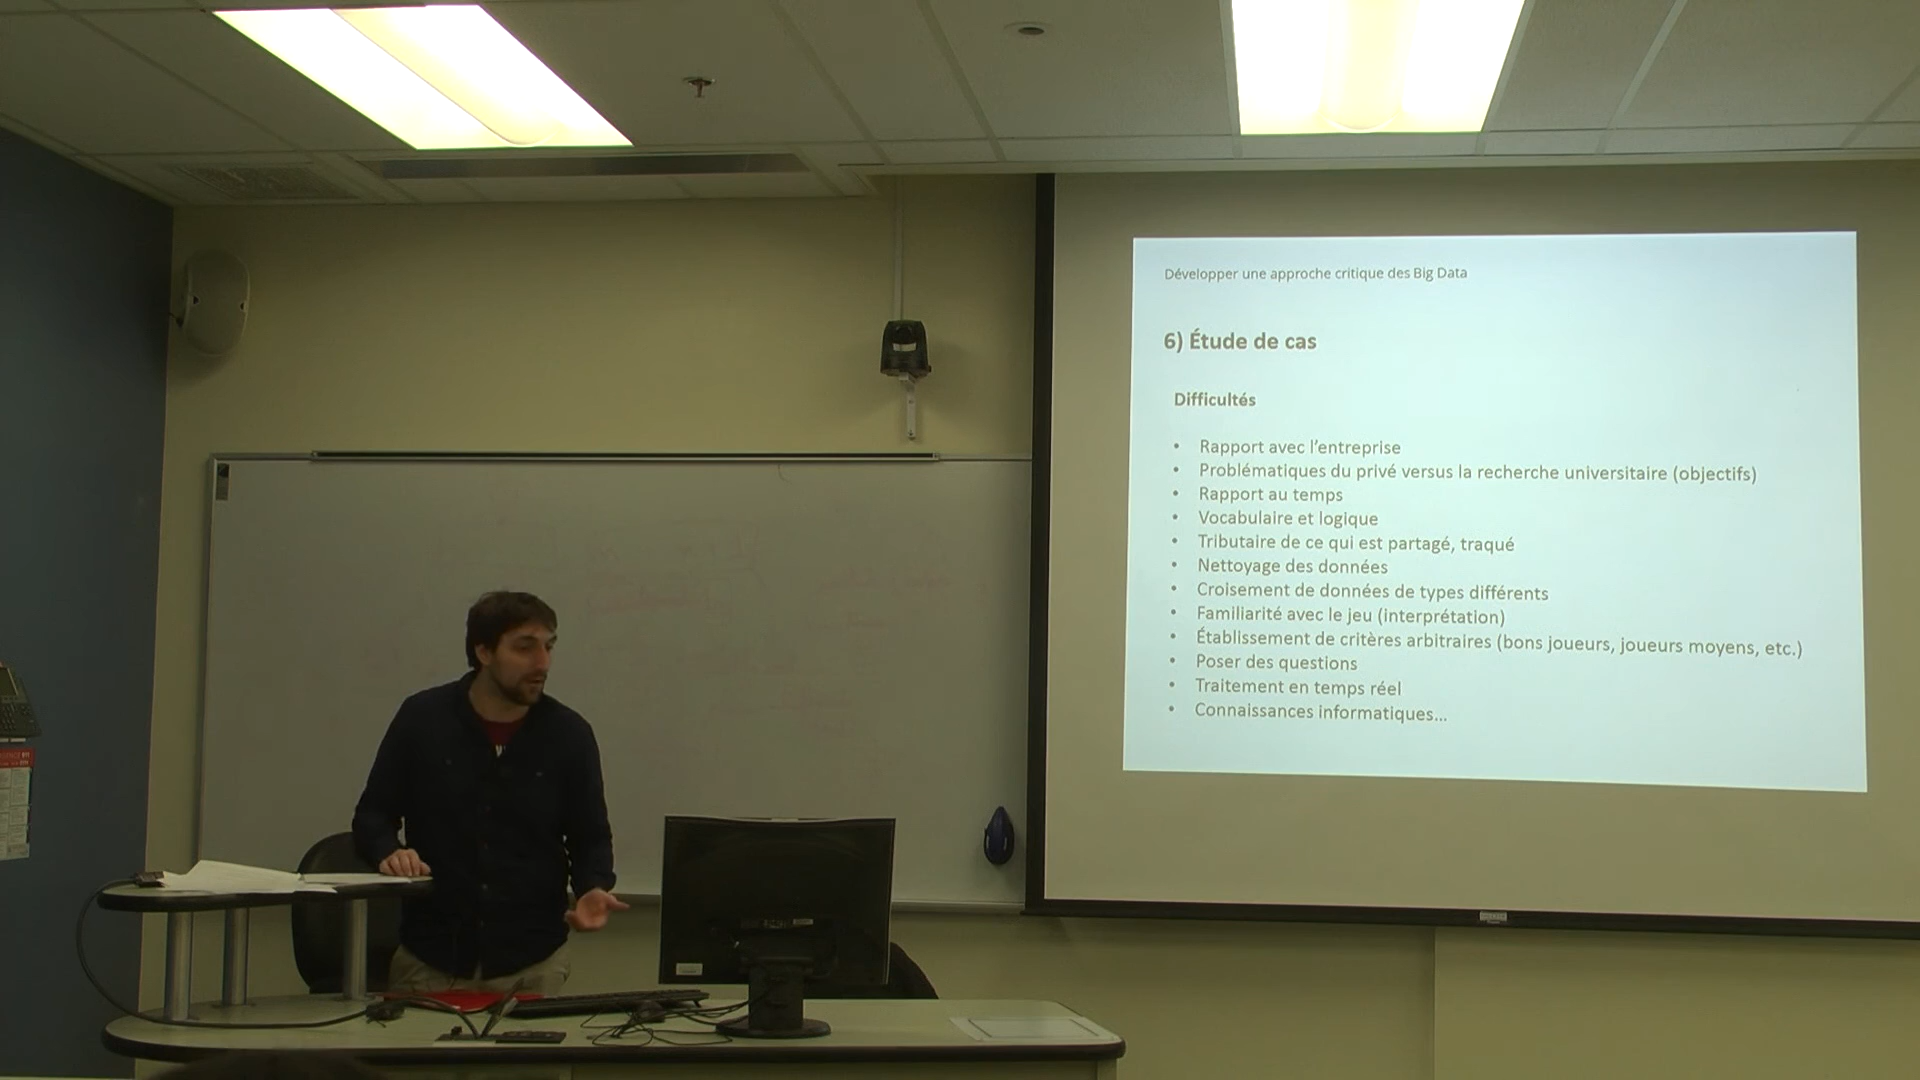 Développer une approche critique des Big Data
6) Étude de cas
Difficultés
• Rapport avec l'entreprise
• Problématiques du privé versus la recherche universitaire (objectifs)
• Rapport au temps
• Vocabulaire et logique
• Tributaire de ce qui est partagé, traqué
• Nettoyage des données
• Croisement de données de types différents
• Familiarité avec le jeu (interprétation)
• Établissement de critères arbitraires (bons joueurs, joueurs moyens, etc.)
• Poser des questions
• Traitement en temps réel
• Connaissances informatiques...